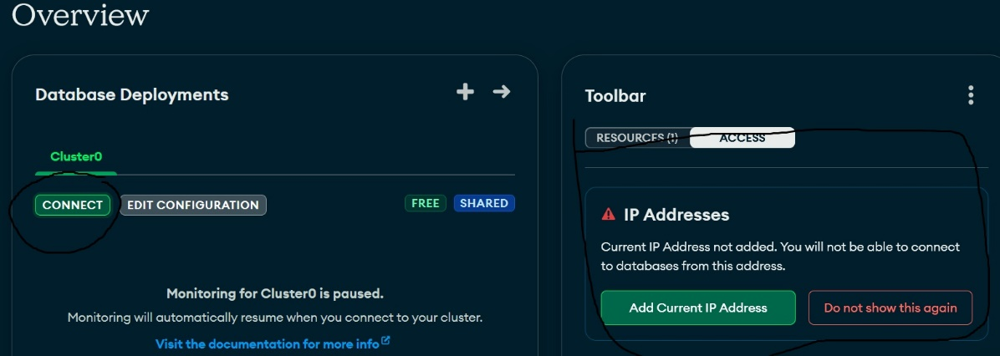 Overview
Database Deployments
Cluster0
CONNECT EDIT CONFIGURATION FREE SHARED
Monitoring for Cluster0 is paused.
Monitoring will automatically resume when you connect to your cluster.
Visit the documentation for more info
Toolbar
RESOURCES (1) ACCESS
IP Addresses
Current IP Address not added. You will not be able to connect
to databases from this address.
Add Current IP Address Do not show this again